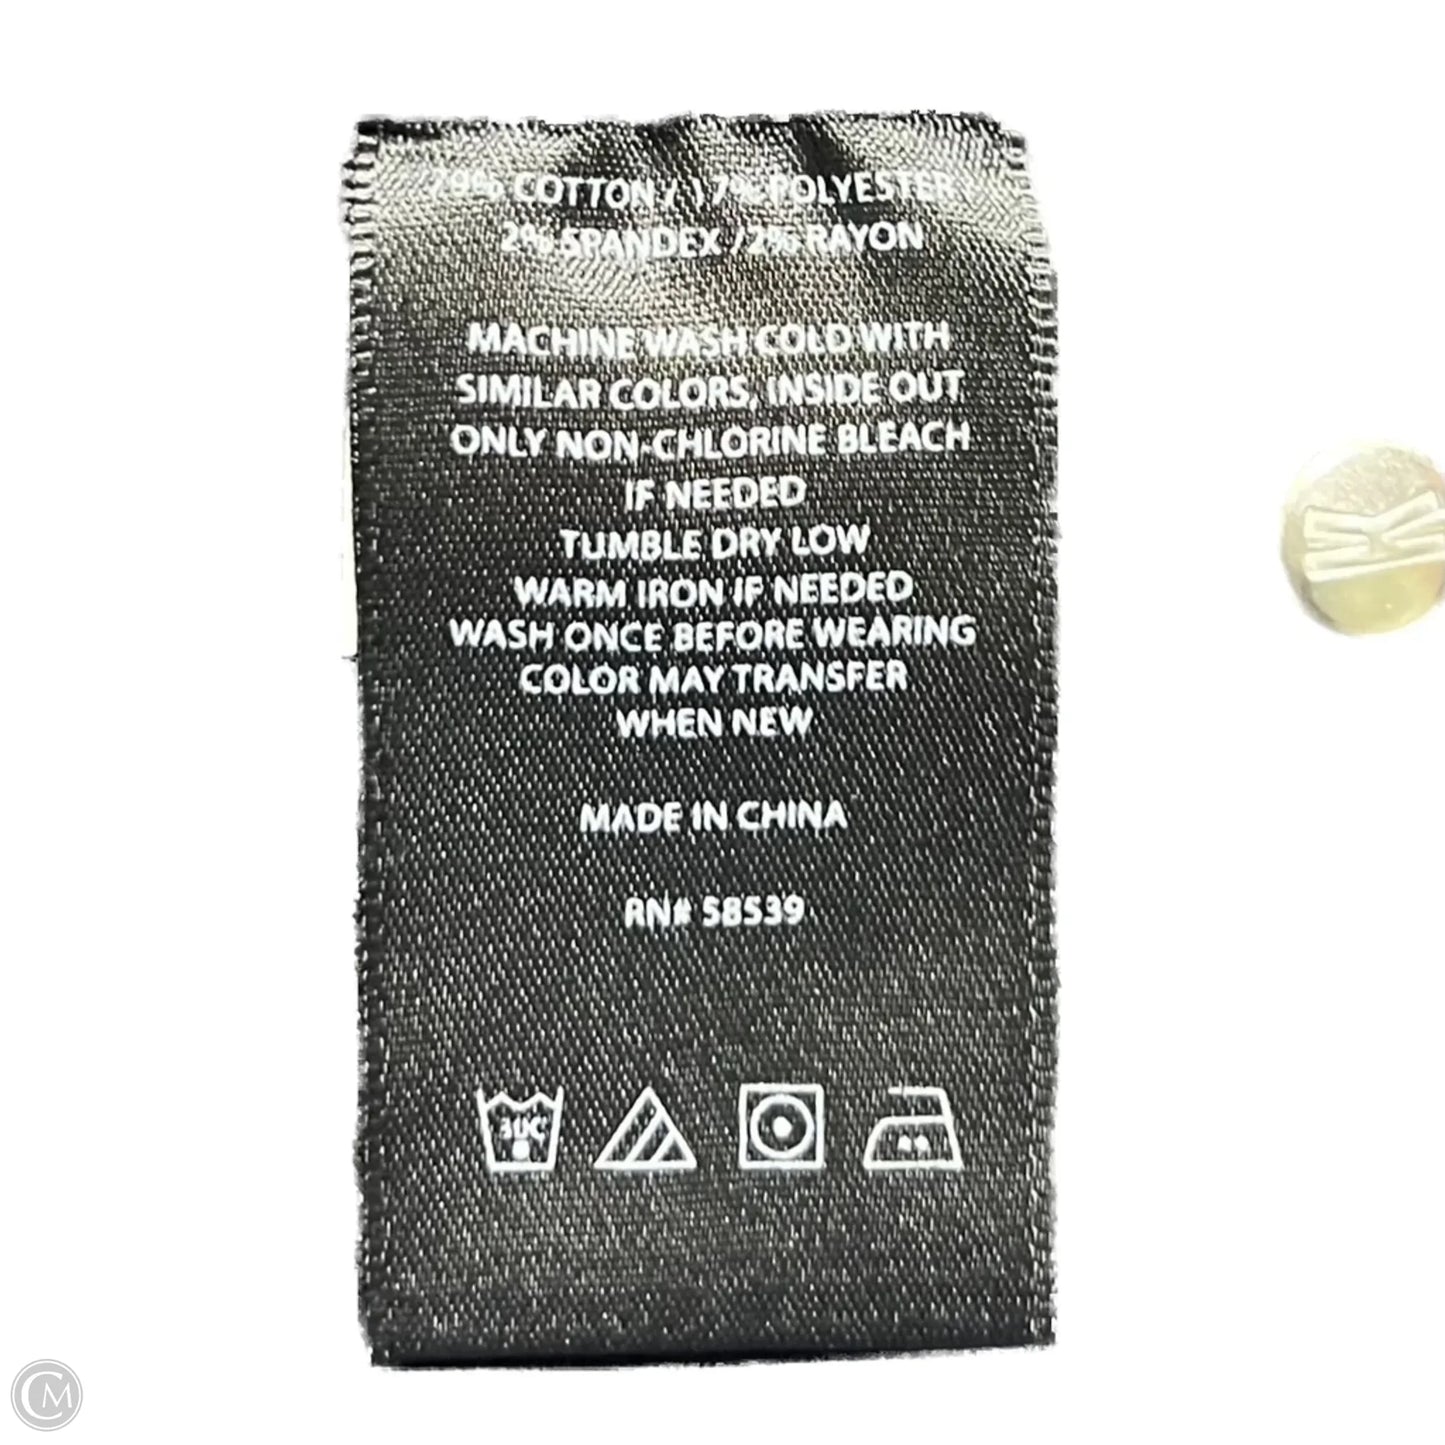 79% COTTON / 17% POLYESTER /
2% SPANDEX / 2% RAYON
MACHINE WASH COLD WITH
SIMILAR COLORS, INSIDE OUT
ONLY NON-CHLORINE BLEACH
IF NEEDED
TUMBLE DRY LOW
WARM IRON IF NEEDED
WASH ONCE BEFORE WEARING
COLOR MAY TRANSFER
WHEN NEW
MADE IN CHINA
RN# 58539
30C
CM